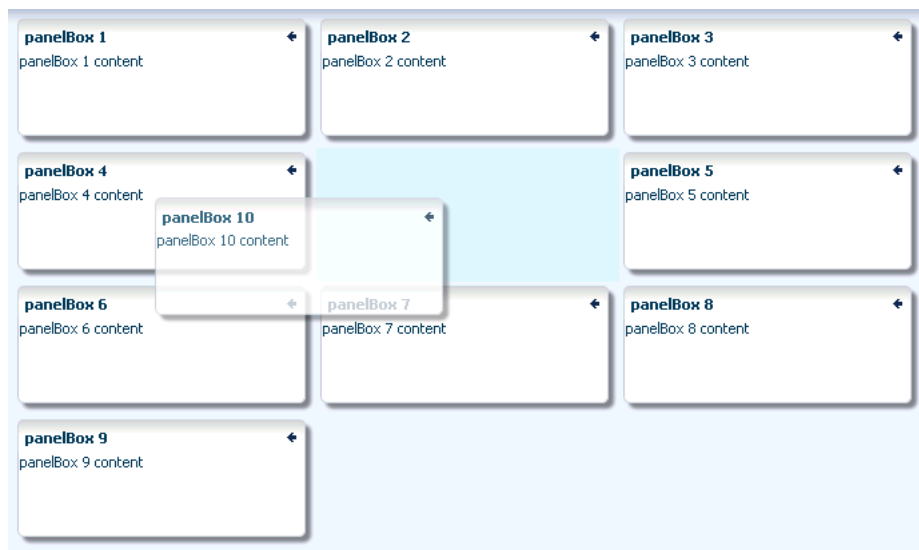 panelBox 1
panelBox 1 content
panelBox 2
panelBox 2 content
panelBox 3
panelBox 3 content
panelBox 4
panelBox 4 content
panelBox 10
panelBox 10 content
panelBox 5
panelBox 5 content
panelBox 6
panelBox 6 content
panelBox 7
panelBox 7 content
panelBox 8
panelBox 8 content
panelBox 9
panelBox 9 content